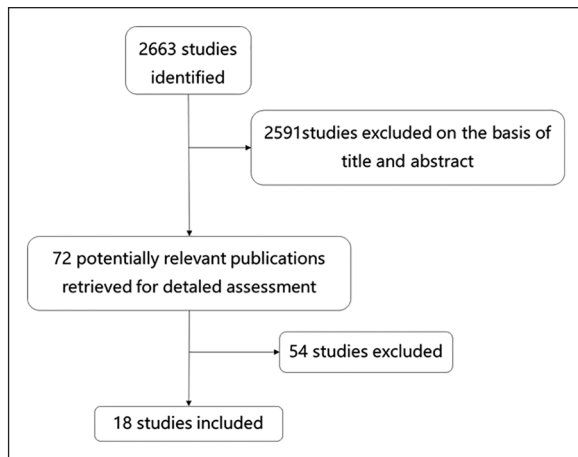 2663 studies
identified
2591studies excluded on the basis of
title and abstract
72 potentially relevant publications
retrieved for detaled assessment
54 studies excluded
18 studies included